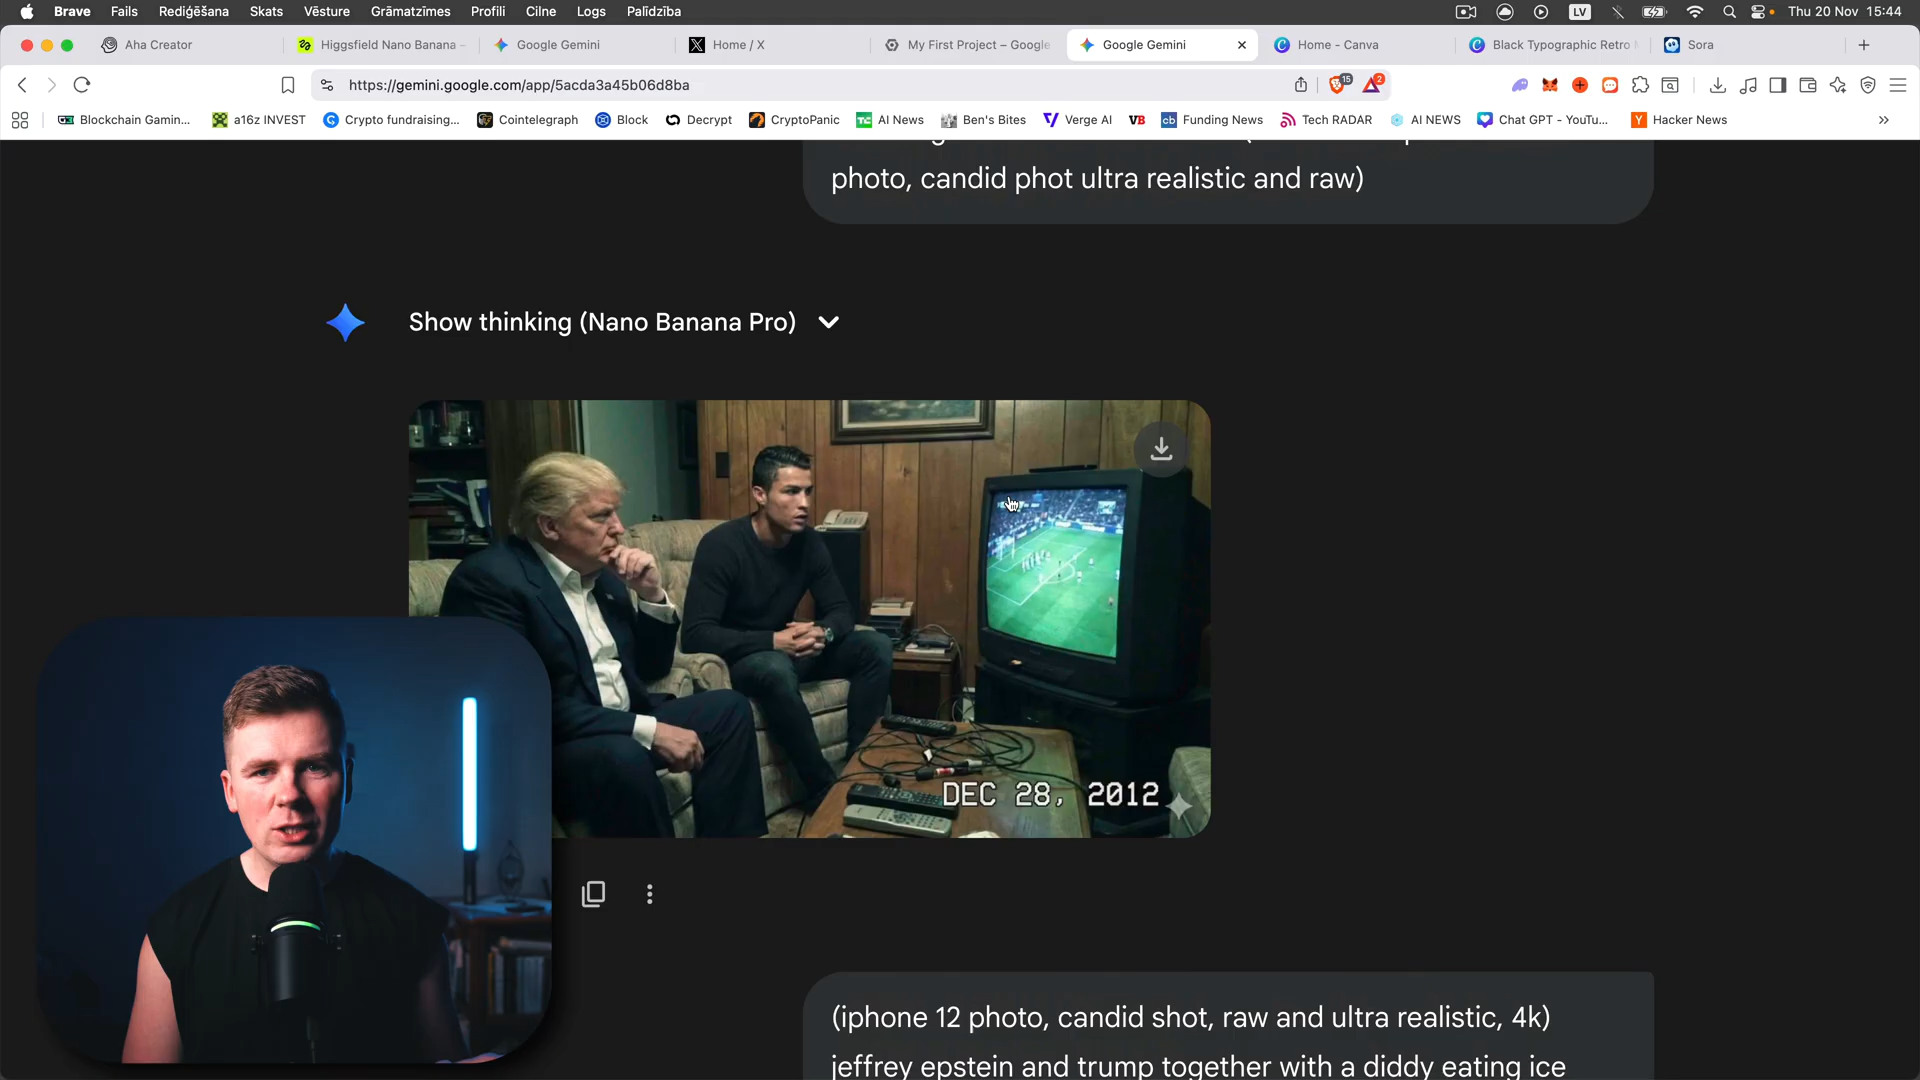 Brave Fails Rediģēšana Skats Vēsture Grāmatzīmes Profili Cilne Logs Palīdzība LV Thu 20 Nov 15:44
Aha Creator Higgsfield Nano Banana – Google Gemini Home / X My First Project – Google Google Gemini Home - Canva Black Typographic Retro Sora
https://gemini.google.com/app/5acda3a45b06d8ba 15 2
Blockchain Gamin... a16z INVEST Crypto fundraising... Cointelegraph Block Decrypt CryptoPanic AI News Ben's Bites Verge AI Funding News Tech RADAR AI NEWS Chat GPT - YouTu... Hacker News
photo, candid phot ultra realistic and raw)
Show thinking (Nano Banana Pro)
DEC 28, 2012
(iphone 12 photo, candid shot, raw and ultra realistic, 4k)
jeffrey epstein and trump together with a diddy eating ice